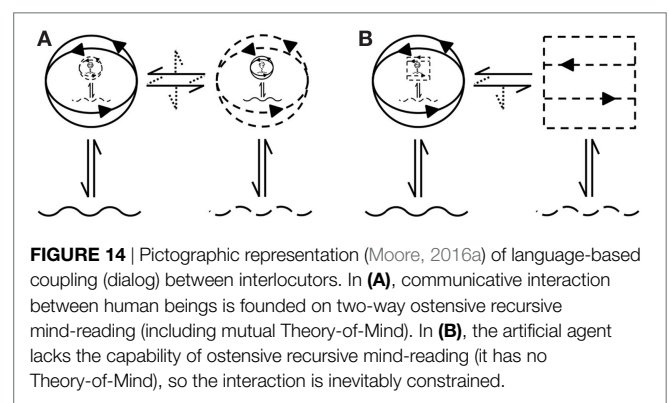 A
B
FIGURE 14 | Pictographic representation (Moore, 2016a) of language-based
coupling (dialog) between interlocutors. In (A), communicative interaction
between human beings is founded on two-way ostensive recursive
mind-reading (including mutual Theory-of-Mind). In (B), the artificial agent
lacks the capability of ostensive recursive mind-reading (it has no
Theory-of-Mind), so the interaction is inevitably constrained.